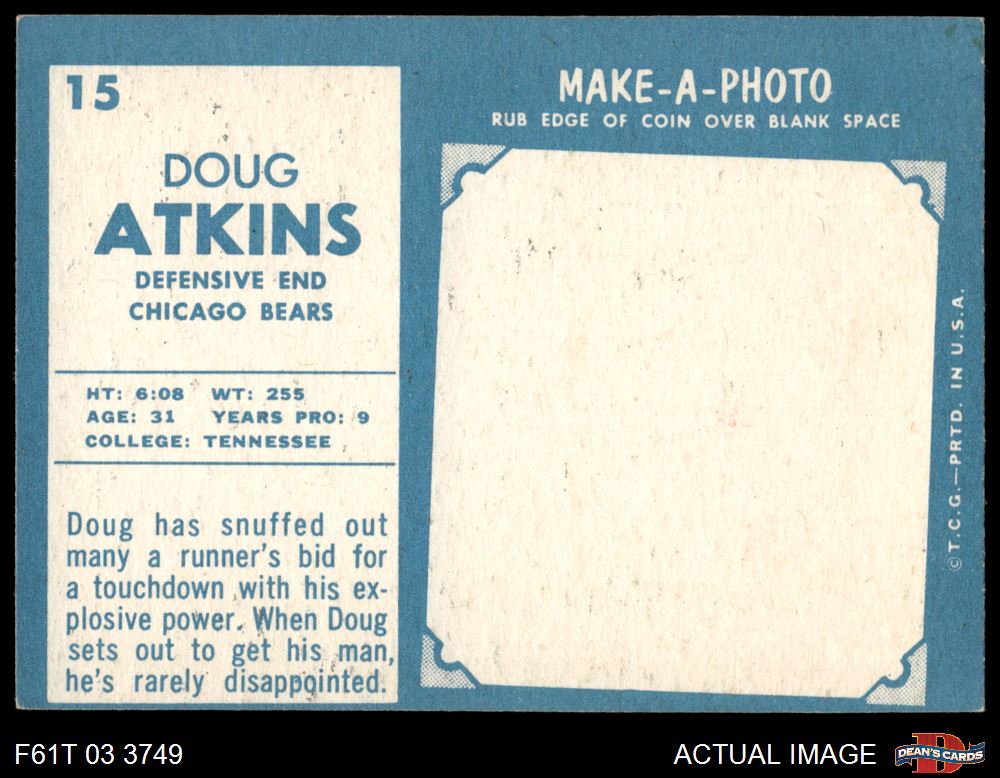 15
DOUG
ATKINS
DEFENSIVE END
CHICAGO BEARS
HT: 6:08 WT: 255
AGE: 31 YEARS PRO: 9
COLLEGE: TENNESSEE
Doug has snuffed out
many a runner's bid for
a touchdown with his ex-
plosive power. When Doug
sets out to get his man,
he's rarely disappointed.
MAKE-A-PHOTO
RUB EDGE OF COIN OVER BLANK SPACE
© T.C.G.—PRTD. IN U.S.A.
F61T 03 3749
ACTUAL IMAGE
D
DEAN'S CARDS